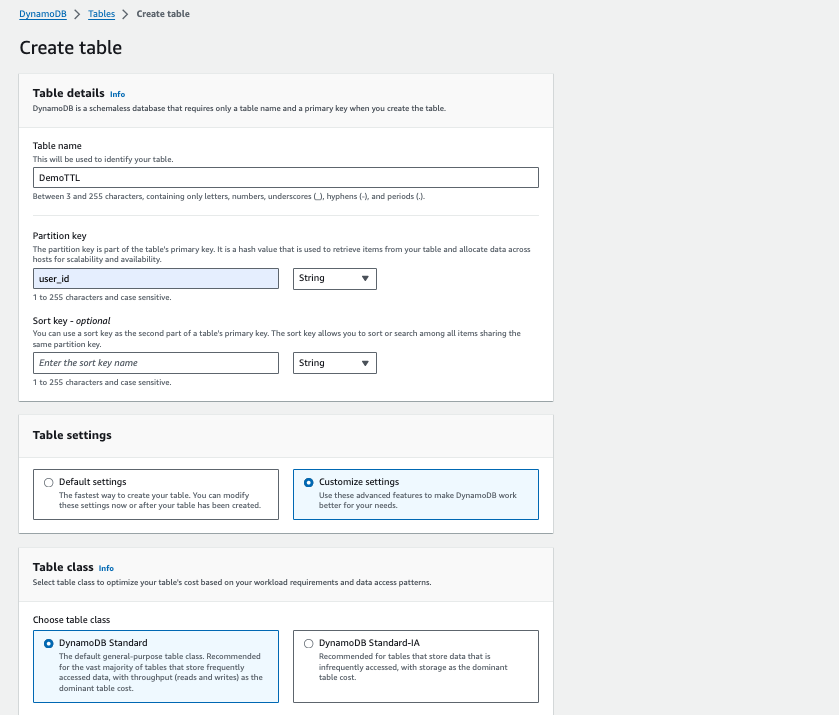 DynamoDB > Tables > Create table
Create table
Table details Info
DynamoDB is a schemaless database that requires only a table name and a primary key when you create the table.
Table name
This will be used to identify your table.
DemoTTL
Between 3 and 255 characters, containing only letters, numbers, underscores (_), hyphens (-), and periods (.).
Partition key
The partition key is part of the table's primary key. It is a hash value that is used to retrieve items from your table and allocate data across
hosts for scalability and availability.
user_id String
1 to 255 characters and case sensitive.
Sort key - optional
You can use a sort key as the second part of a table's primary key. The sort key allows you to sort or search among all items sharing the
same partition key.
Enter the sort key name String
1 to 255 characters and case sensitive.
Table settings
Default settings
The fastest way to create your table. You can modify
these settings now or after your table has been created.
Customize settings
Use these advanced features to make DynamoDB work
better for your needs.
Table class Info
Select table class to optimize your table's cost based on your workload requirements and data access patterns.
Choose table class
DynamoDB Standard
The default general-purpose table class. Recommended
for the vast majority of tables that store frequently
accessed data, with throughput (reads and writes) as the
dominant table cost.
DynamoDB Standard-IA
Recommended for tables that store data that is
infrequently accessed, with storage as the dominant
table cost.